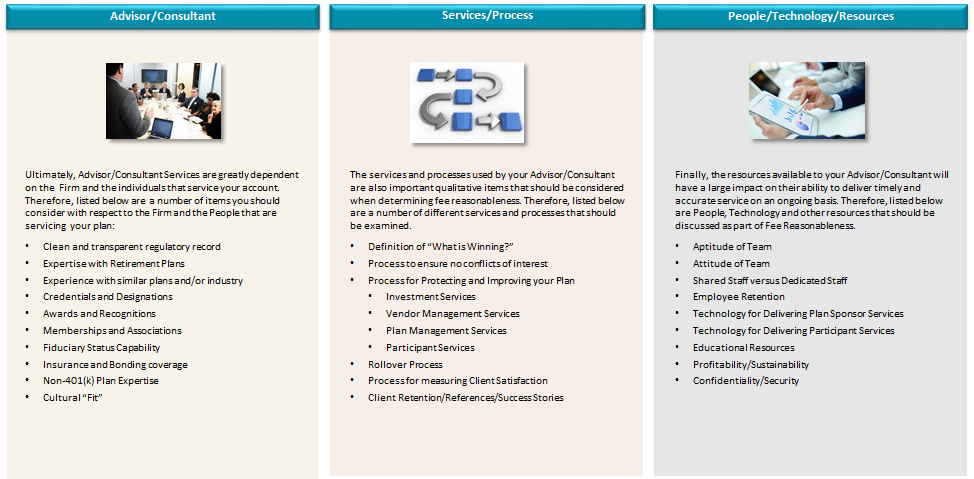 Advisor/Consultant
Ultimately, Advisor/Consultant Services are greatly dependent
on the Firm and the individuals that service your account.
Therefore, listed below are a number of items you should
consider with respect to the Firm and the People that are
servicing your plan:
• Clean and transparent regulatory record
• Expertise with Retirement Plans
• Experience with similar plans and/or industry
• Credentials and Designations
• Awards and Recognitions
• Memberships and Associations
• Fiduciary Status Capability
• Insurance and Bonding coverage
• Non-401(k) Plan Expertise
• Cultural “Fit”
Services/Process
The services and processes used by your Advisor/Consultant
are also important qualitative items that should be considered
when determining fee reasonableness. Therefore, listed below
are a number of different services and processes that should
be examined.
• Definition of “What is Winning?”
• Process to ensure no conflicts of interest
• Process for Protecting and Improving your Plan
• Investment Services
• Vendor Management Services
• Plan Management Services
• Participant Services
• Rollover Process
• Process for measuring Client Satisfaction
• Client Retention/References/Success Stories
People/Technology/Resources
Finally, the resources available to your Advisor/Consultant will
have a large impact on their ability to deliver timely and
accurate service on an ongoing basis. Therefore, listed below
are People, Technology and other resources that should be
discussed as part of Fee Reasonableness.
• Aptitude of Team
• Attitude of Team
• Shared Staff versus Dedicated Staff
• Employee Retention
• Technology for Delivering Plan Sponsor Services
• Technology for Delivering Participant Services
• Educational Resources
• Profitability/Sustainability
• Confidentiality/Security